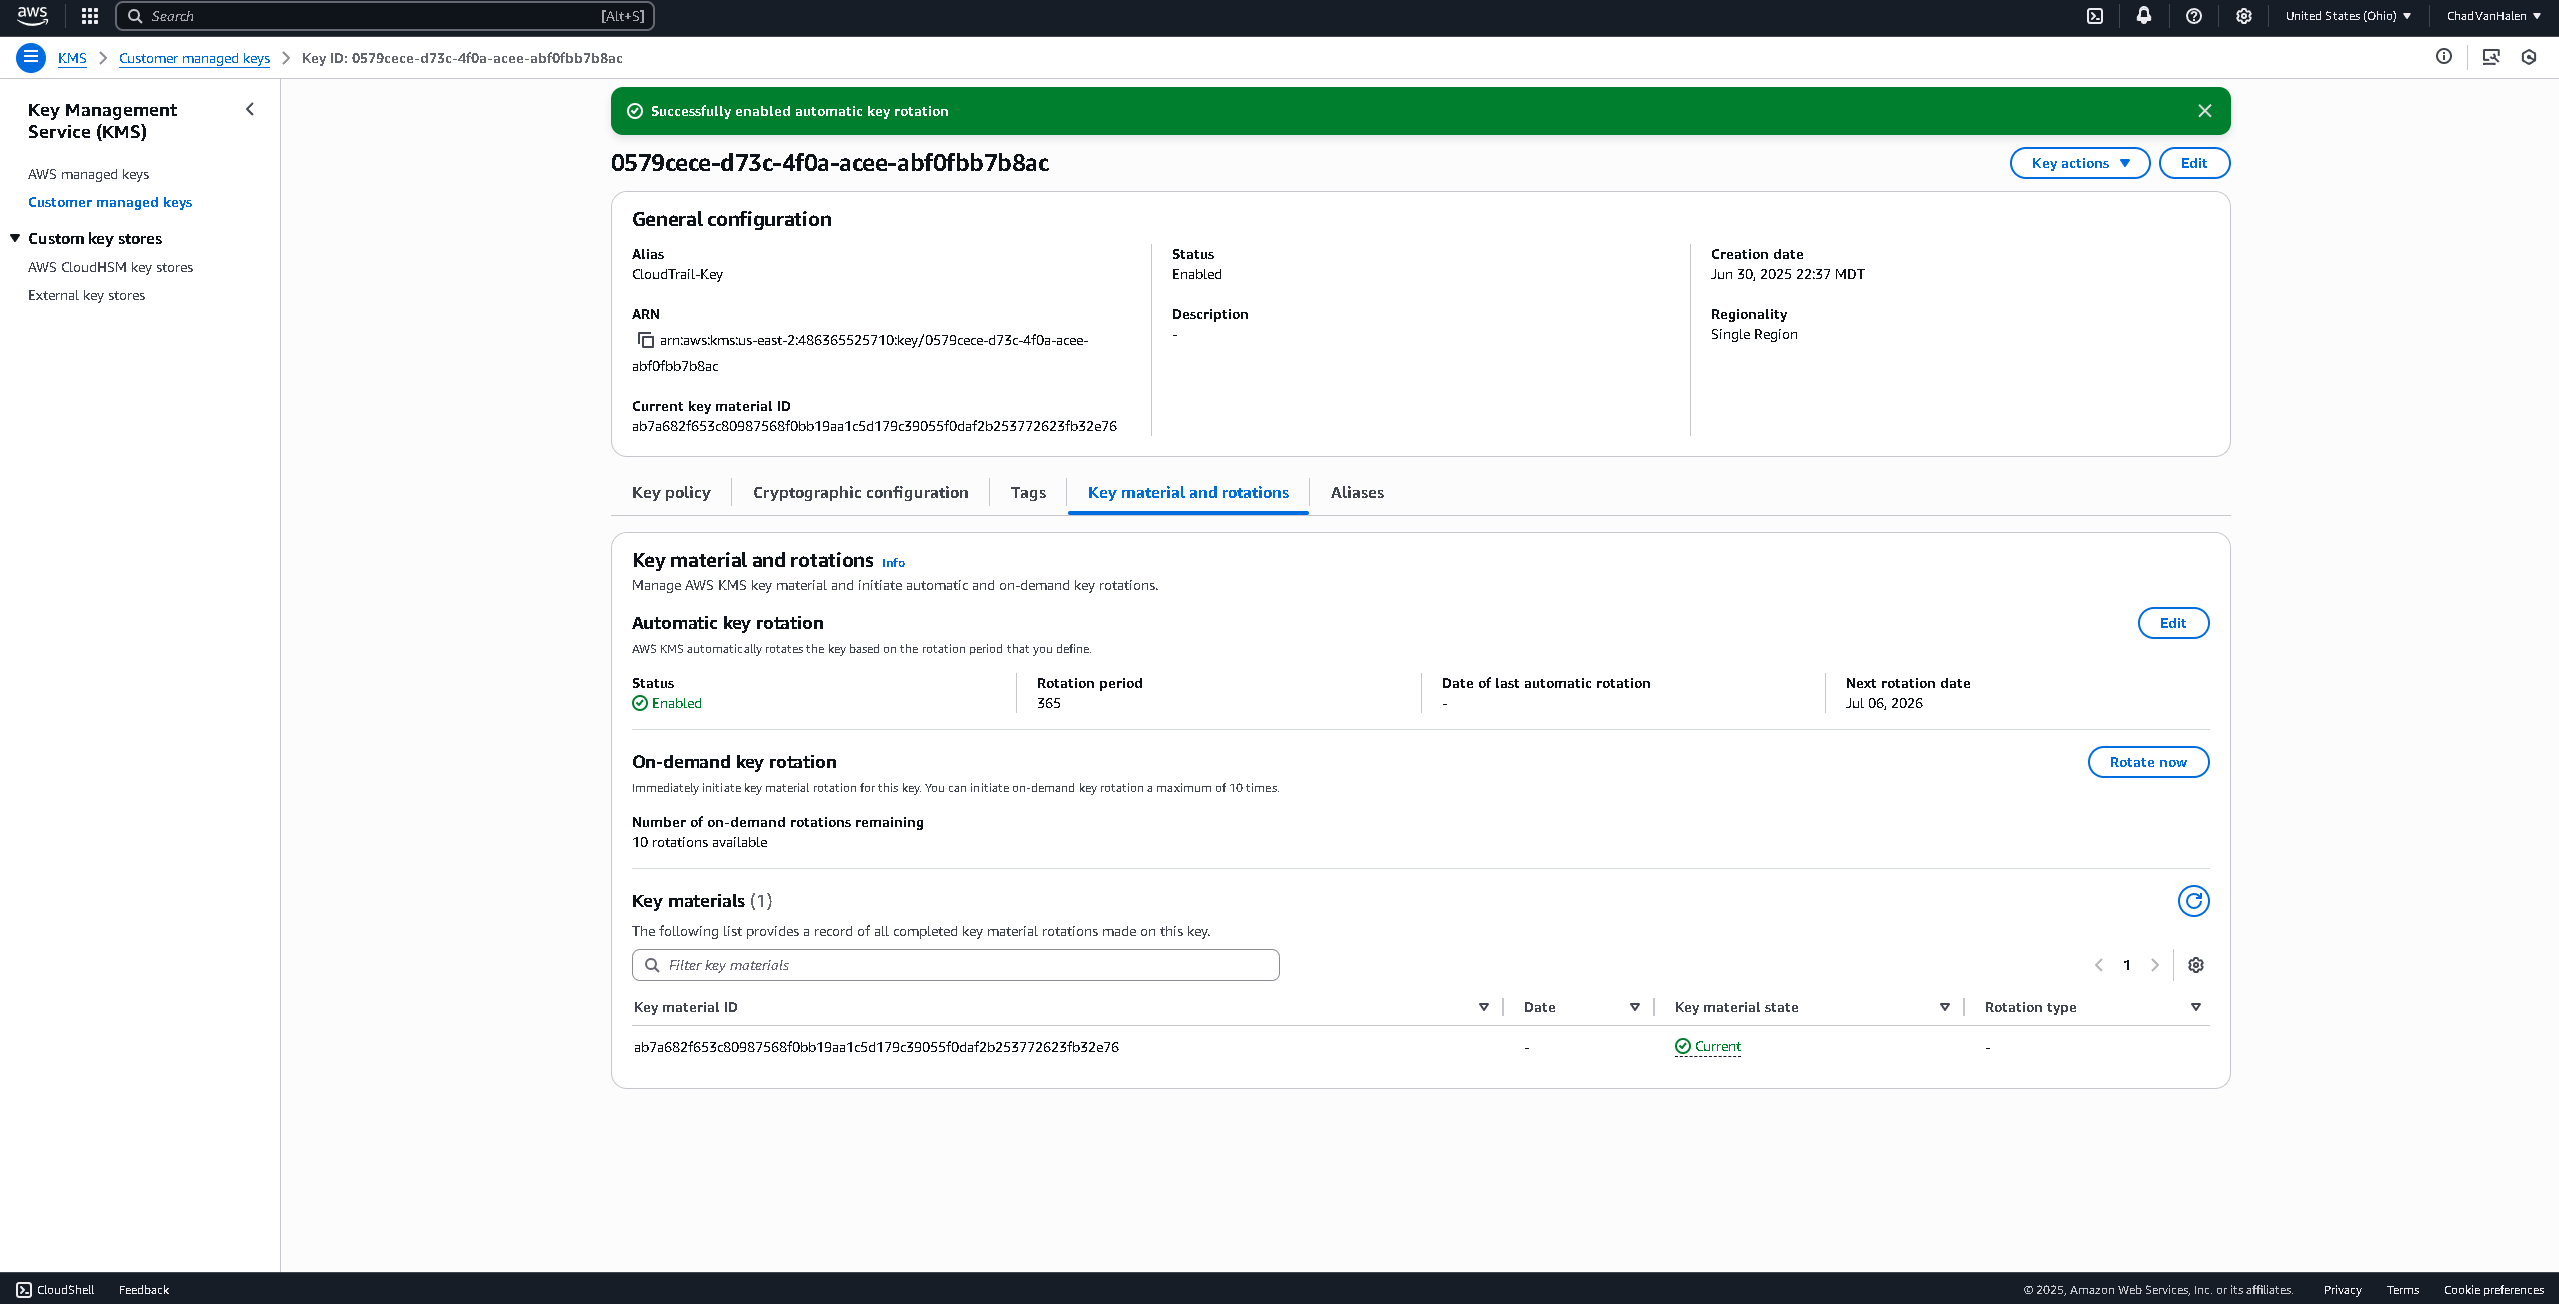 aws
Search [Alt+S]
United States (Ohio)
ChadVanHalen
KMS
Customer managed keys
Key ID: 0579cece-d73c-4f0a-acee-abf0fbb7b8ac
Key Management
Service (KMS)
AWS managed keys
Customer managed keys
Custom key stores
AWS CloudHSM key stores
External key stores
Successfully enabled automatic key rotation
0579cece-d73c-4f0a-acee-abf0fbb7b8ac
Key actions
Edit
General configuration
Alias
CloudTrail-Key
Status
Enabled
Creation date
Jun 30, 2025 22:37 MDT
ARN
arn:aws:kms:us-east-2:486365525710:key/0579cece-d73c-4f0a-acee-
abf0fbb7b8ac
Description
-
Regionality
Single Region
Current key material ID
ab7a682f653c80987568f0bb19aa1c5d179c39055f0daf2b253772623fb32e76
Key policy
Cryptographic configuration
Tags
Key material and rotations
Aliases
Key material and rotations Info
Manage AWS KMS key material and initiate automatic and on-demand key rotations.
Automatic key rotation
Edit
AWS KMS automatically rotates the key based on the rotation period that you define.
Status
Enabled
Rotation period
365
Date of last automatic rotation
-
Next rotation date
Jul 06, 2026
On-demand key rotation
Rotate now
Immediately initiate key material rotation for this key. You can initiate on-demand key rotation a maximum of 10 times.
Number of on-demand rotations remaining
10 rotations available
Key materials (1)
The following list provides a record of all completed key material rotations made on this key.
Filter key materials
1
Key material ID
Date
Key material state
Rotation type
ab7a682f653c80987568f0bb19aa1c5d179c39055f0daf2b253772623fb32e76
-
Current
-
CloudShell
Feedback
© 2025, Amazon Web Services, Inc. or its affiliates.
Privacy
Terms
Cookie preferences